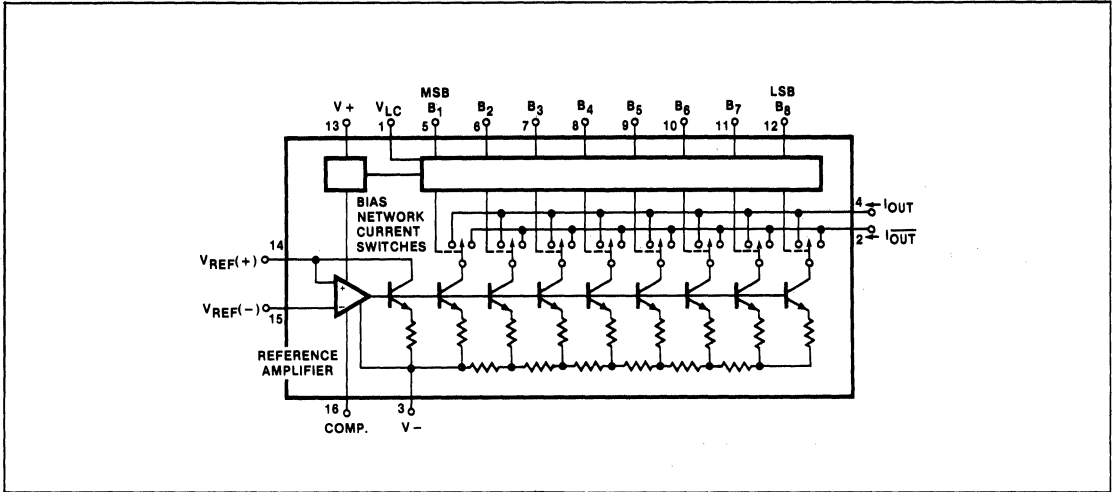 MSB LSB
V+ VLC B1 B2 B3 B4 B5 B6 B7 B8
13 1 5 6 7 8 9 10 11 12
4 ← IOUT
2 ← I̅O̅U̅T̅
BIAS
NETWORK
CURRENT
SWITCHES
14
VREF(+)
+
−
VREF(−)
15
REFERENCE
AMPLIFIER
16 3
COMP. V−